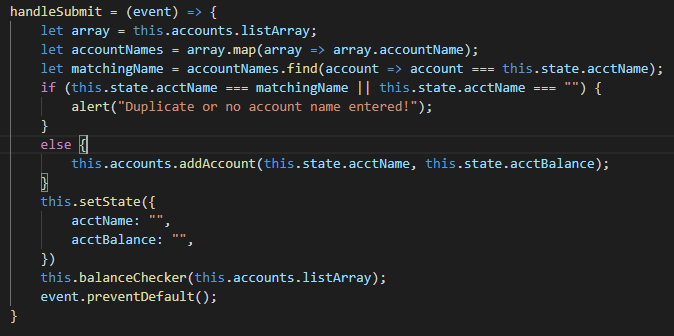 handleSubmit = (event) => {
    let array = this.accounts.listArray;
    let accountNames = array.map(array => array.accountName);
    let matchingName = accountNames.find(account => account === this.state.acctName);
    if (this.state.acctName === matchingName || this.state.acctName === "") {
        alert("Duplicate or no account name entered!");
    }
    else {
        this.accounts.addAccount(this.state.acctName, this.state.acctBalance);
    }
    this.setState({
        acctName: "",
        acctBalance: "",
    })
    this.balanceChecker(this.accounts.listArray);
    event.preventDefault();
}